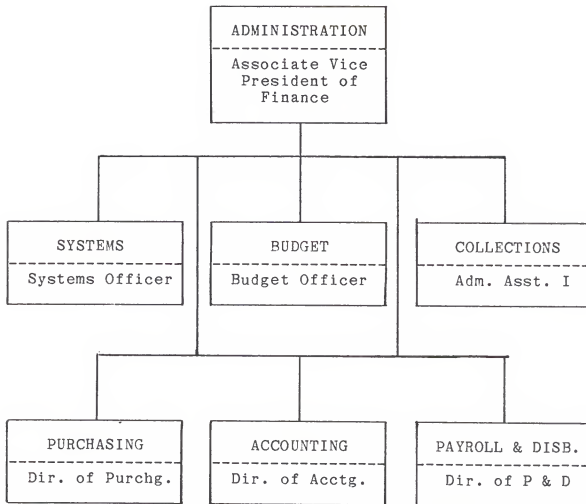 ADMINISTRATION
Associate Vice
President of
Finance
SYSTEMS
Systems Officer
BUDGET
Budget Officer
COLLECTIONS
Adm. Asst. I
PURCHASING
Dir. of Purchg.
ACCOUNTING
Dir. of Acctg.
PAYROLL & DISB.
Dir. of P & D